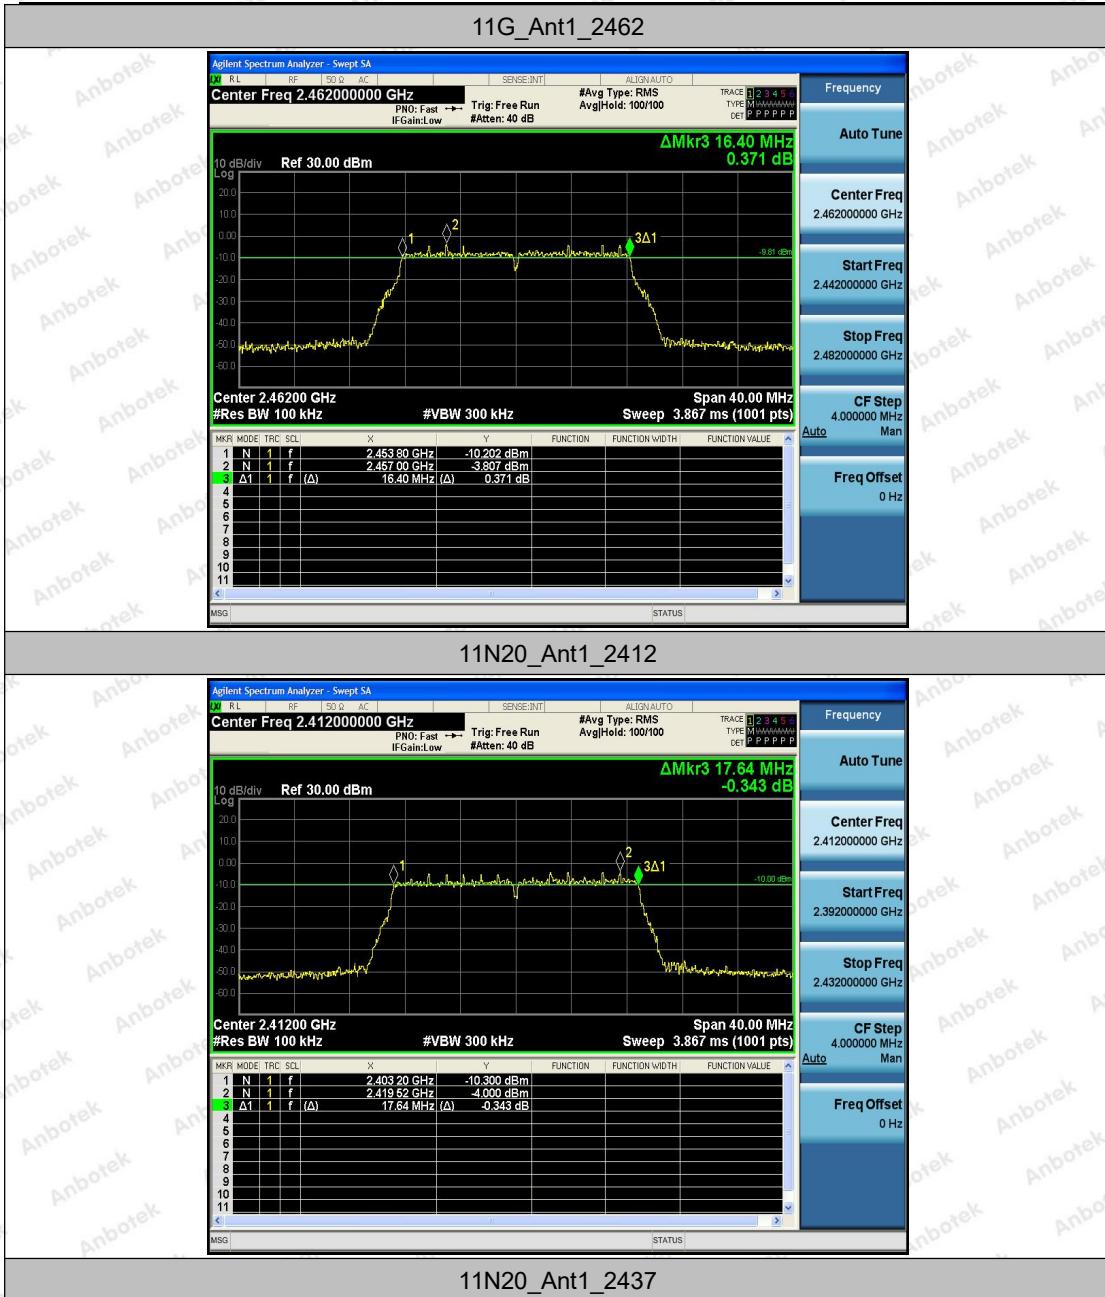 11G_Ant1_2462
Agilent Spectrum Analyzer - Swept SA
LXI RL RF 50 Ω AC SENSE:INT ALIGNAUTO
Center Freq 2.462000000 GHz
PNO: Fast
IFGain:Low
Trig: Free Run
#Atten: 40 dB
#Avg Type: RMS
Avg|Hold: 100/100
TRACE 1 2 3 4 5 6
TYPE M
DET P P P P P P
ΔMkr3 16.40 MHz
0.371 dB
10 dB/div Ref 30.00 dBm
Log
20.0
10.0
0.00
-10.0
-20.0
-30.0
-40.0
-50.0
-60.0
1
2
3Δ1
-9.81 dBm
Center 2.46200 GHz Span 40.00 MHz
#Res BW 100 kHz #VBW 300 kHz Sweep 3.867 ms (1001 pts)
MKR MODE TRC SCL X Y FUNCTION FUNCTION WIDTH FUNCTION VALUE
1 N 1 f 2.453 80 GHz -10.202 dBm
2 N 1 f 2.457 00 GHz -3.807 dBm
3 Δ1 1 f (Δ) 16.40 MHz (Δ) 0.371 dB
4
5
6
7
8
9
10
11
MSG STATUS
Frequency
Auto Tune
Center Freq
2.462000000 GHz
Start Freq
2.442000000 GHz
Stop Freq
2.482000000 GHz
CF Step
4.000000 MHz
Auto Man
Freq Offset
0 Hz
11N20_Ant1_2412
Agilent Spectrum Analyzer - Swept SA
LXI RL RF 50 Ω AC SENSE:INT ALIGNAUTO
Center Freq 2.412000000 GHz
PNO: Fast
IFGain:Low
Trig: Free Run
#Atten: 40 dB
#Avg Type: RMS
Avg|Hold: 100/100
TRACE 1 2 3 4 5 6
TYPE M
DET P P P P P P
ΔMkr3 17.64 MHz
-0.343 dB
10 dB/div Ref 30.00 dBm
Log
20.0
10.0
0.00
-10.0
-20.0
-30.0
-40.0
-50.0
-60.0
1
2
3Δ1
-10.00 dBm
Center 2.41200 GHz Span 40.00 MHz
#Res BW 100 kHz #VBW 300 kHz Sweep 3.867 ms (1001 pts)
MKR MODE TRC SCL X Y FUNCTION FUNCTION WIDTH FUNCTION VALUE
1 N 1 f 2.403 20 GHz -10.300 dBm
2 N 1 f 2.419 52 GHz -4.000 dBm
3 Δ1 1 f (Δ) 17.64 MHz (Δ) -0.343 dB
4
5
6
7
8
9
10
11
MSG STATUS
Frequency
Auto Tune
Center Freq
2.412000000 GHz
Start Freq
2.392000000 GHz
Stop Freq
2.432000000 GHz
CF Step
4.000000 MHz
Auto Man
Freq Offset
0 Hz
11N20_Ant1_2437